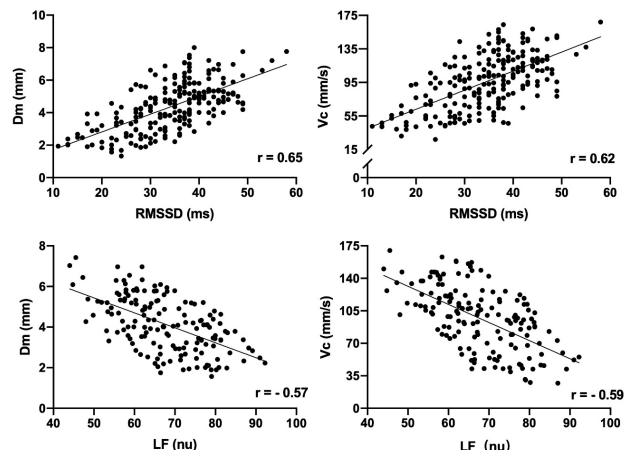 10
8
6
4
2
0
Dm (mm)
10 20 30 40 50 60
RMSSD (ms)
r = 0.65
175
135
95
55
15
0
Vc (mm/s)
10 20 30 40 50 60
RMSSD (ms)
r = 0.62
8
6
4
2
0
Dm (mm)
40 50 60 70 80 90 100
LF (nu)
r = - 0.57
175
140
105
70
35
0
Vc (mm/s)
40 50 60 70 80 90 100
LF (nu)
r = - 0.59